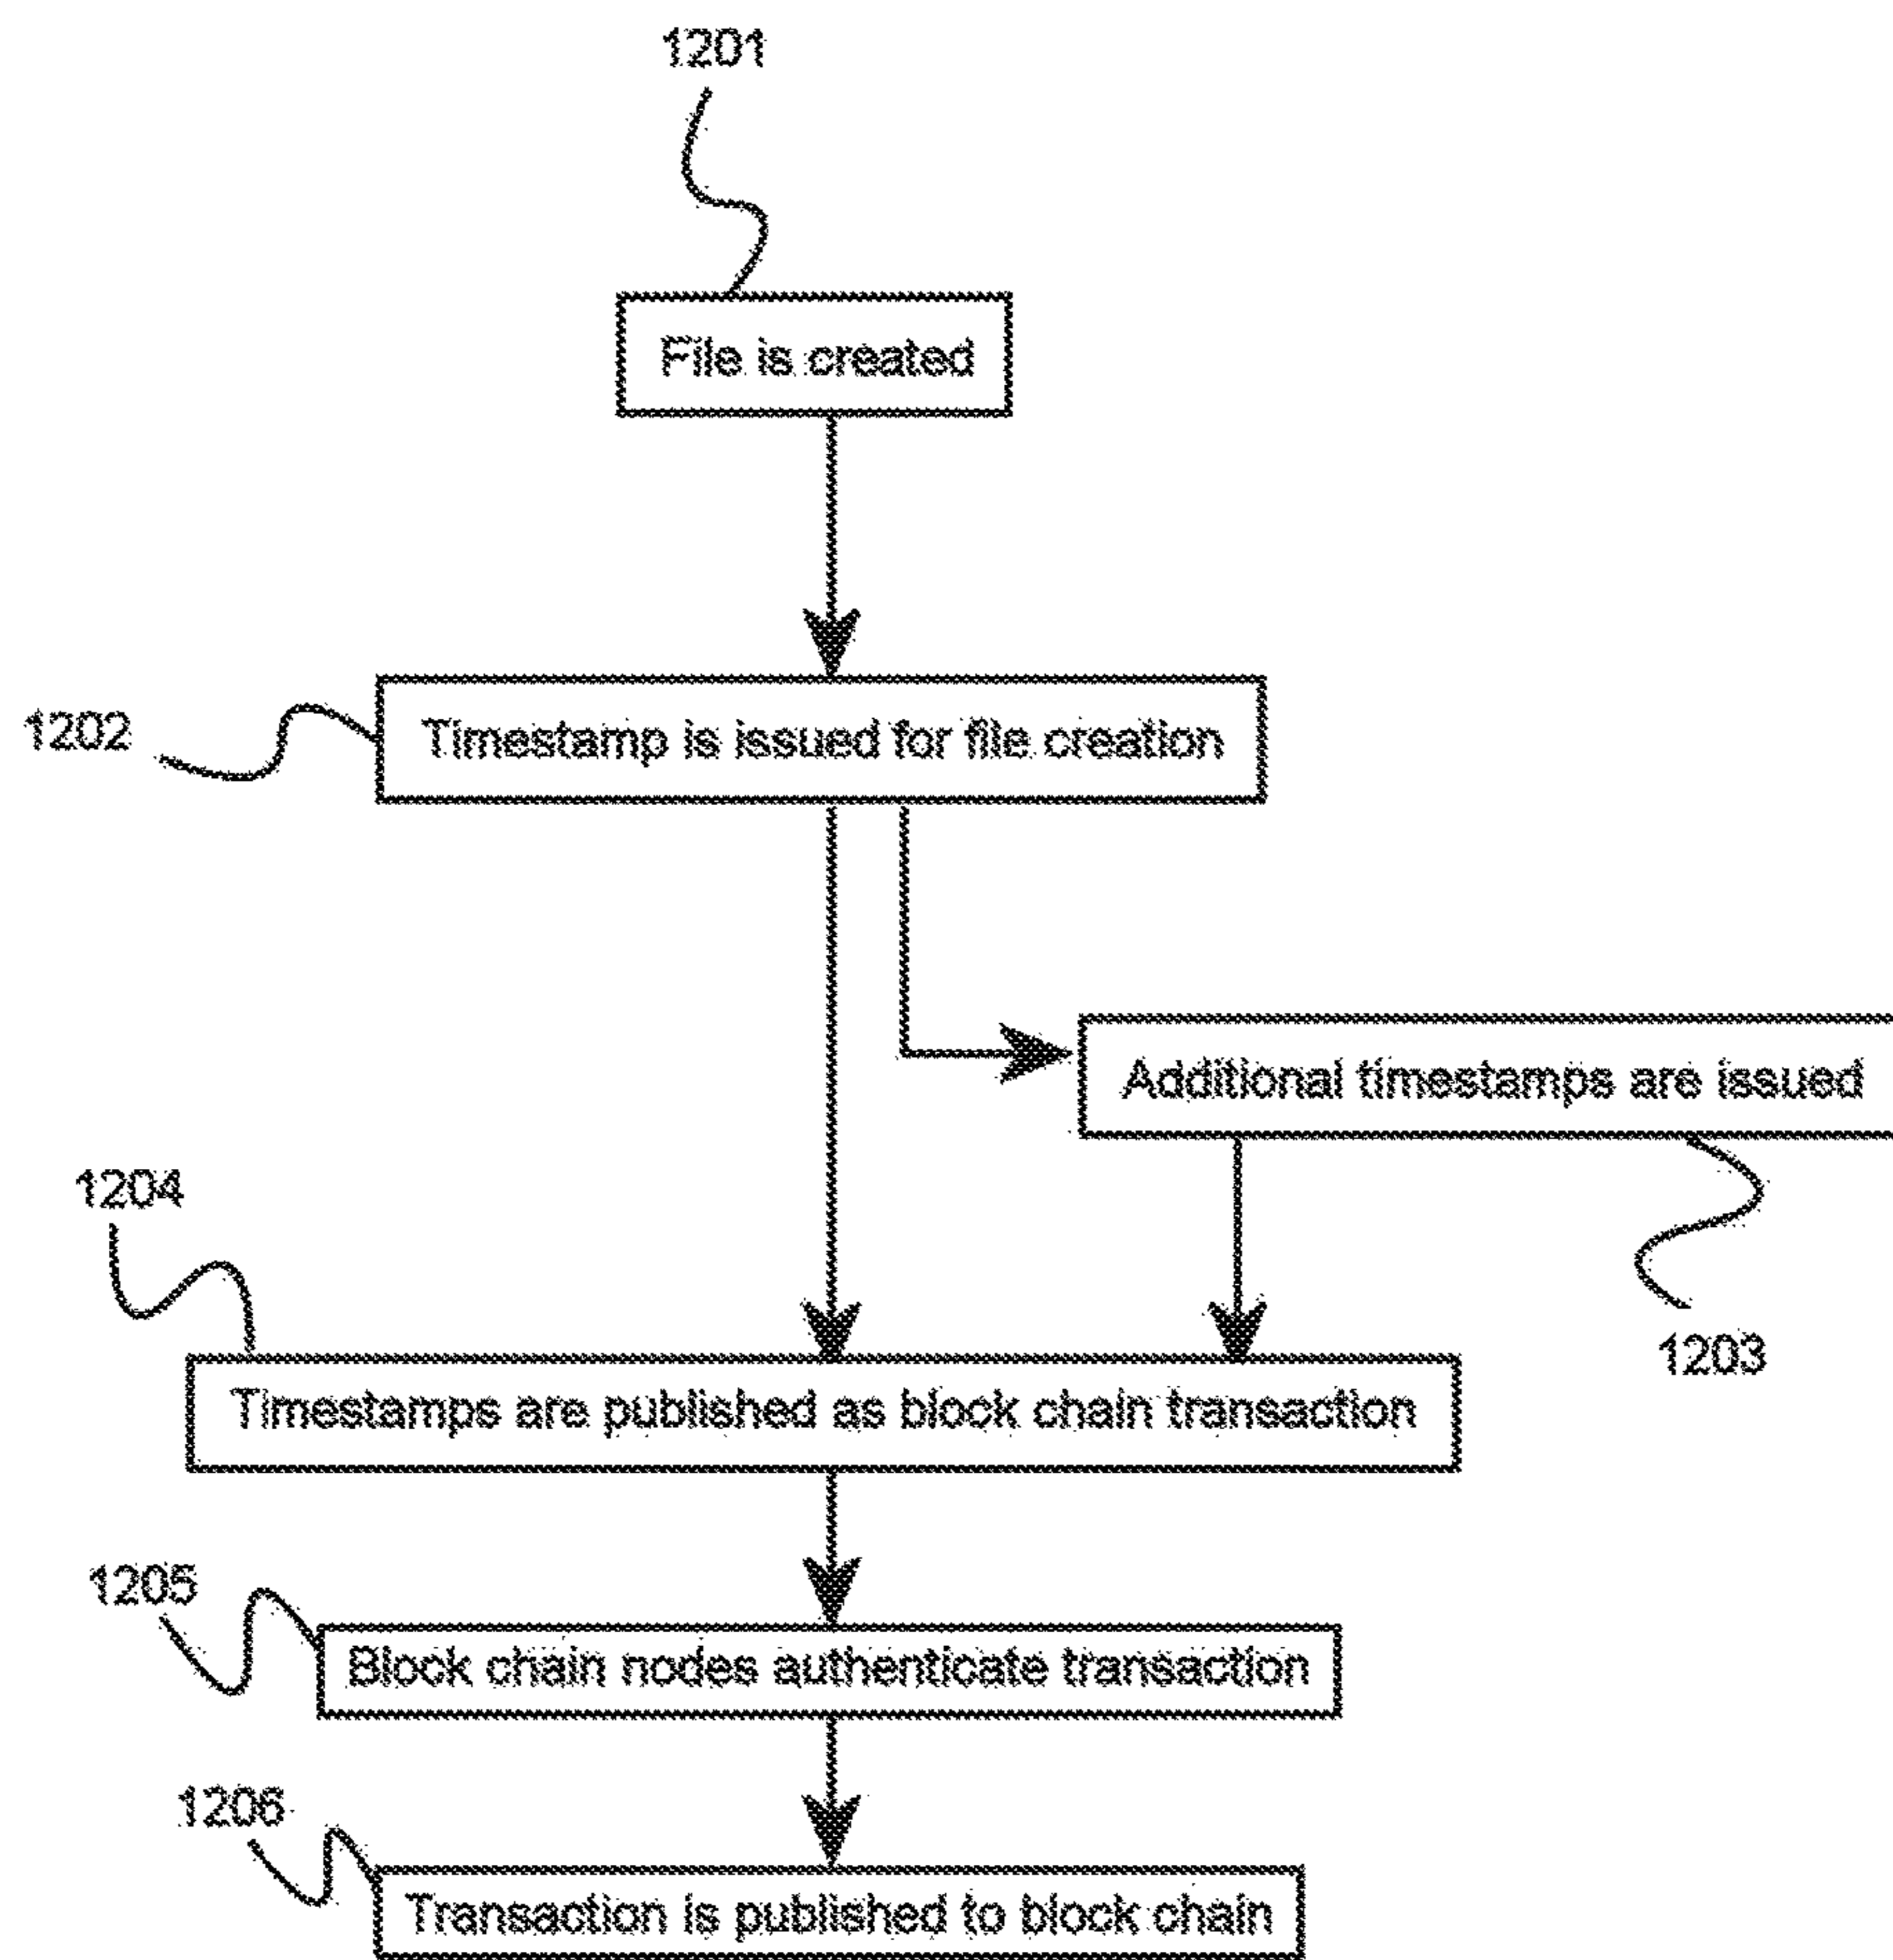 1201
File is created
1202
Timestamp is issued for file creation
Additional timestamps are issued
1203
1204
Timestamps are published as block chain transaction
1205
Block chain nodes authenticate transaction
1206
Transaction is published to block chain